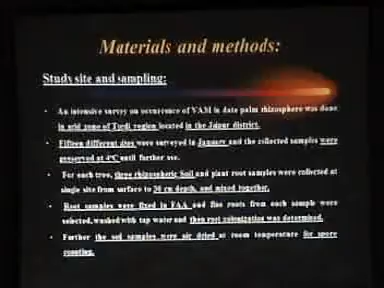 Materials and methods:
Study site and sampling:
• An intensive survey on occurrence of VAM in date palm rhizosphere was done
in arid zone of Tordi region located in the Jaipur district.
• Fifteen different sites were surveyed in January and the collected samples were
preserved at 4°C until further use.
• For each tree, three rhizospheric Soil and plant root samples were collected at
single site from surface to 30 cm depth, and mixed together.
• Root samples were fixed in FAA and fine roots from each sample were
selected, washed with tap water and then root colonization was determined.
• Further the soil samples were air dried at room temperature for spore
counting.